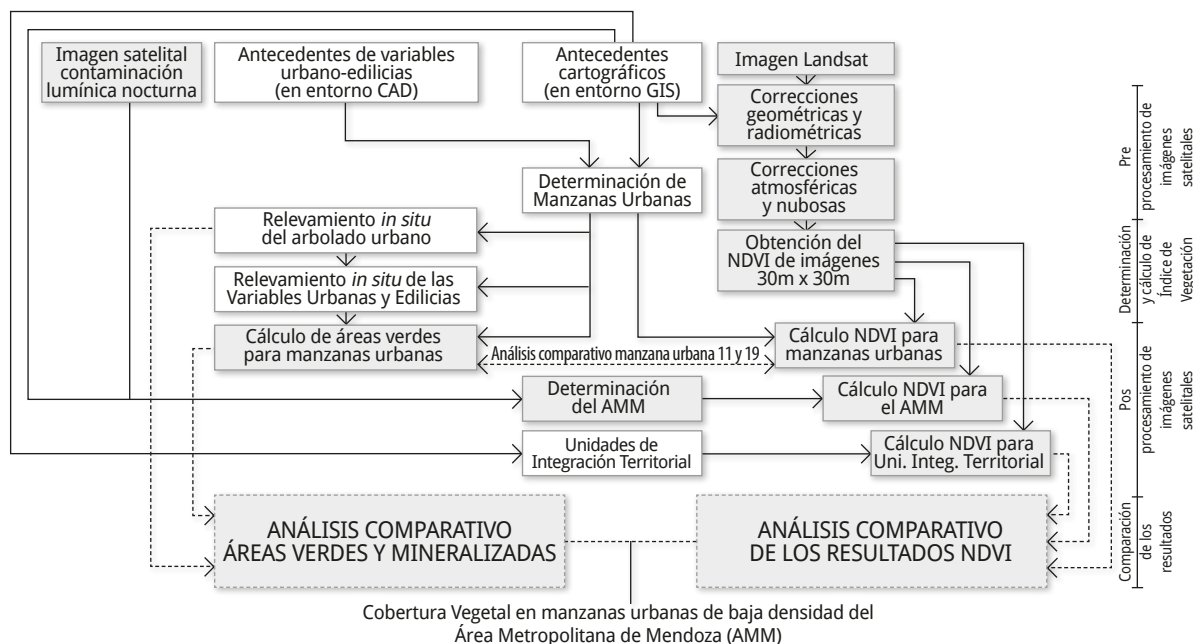 Imagen satelital
contaminación
lumínica nocturna
Antecedentes de variables
urbano-edilicias
(en entorno CAD)
Antecedentes
cartográficos
(en entorno GIS)
Imagen Landsat
Correcciones
geométricas y
radiométricas
Determinación de
Manzanas Urbanas
Correcciones
atmosféricas
y nubosas
Relevamiento in situ
del arbolado urbano
Obtención del
NDVI de imágenes
30m x 30m
Relevamiento in situ de las
Variables Urbanas y Edilicias
Cálculo de áreas verdes
para manzanas urbanas
Análisis comparativo manzana urbana 11 y 19
Cálculo NDVI para
manzanas urbanas
Determinación
del AMM
Cálculo NDVI para
el AMM
Unidades de
Integración Territorial
Cálculo NDVI para
Uni. Integ. Territorial
ANÁLISIS COMPARATIVO
ÁREAS VERDES Y MINERALIZADAS
ANÁLISIS COMPARATIVO
DE LOS RESULTADOS NDVI
Cobertura Vegetal en manzanas urbanas de baja densidad del
Área Metropolitana de Mendoza (AMM)
Pre
procesamiento de
imágenes
satelitales
Determinación
y cálculo de
Índice de
Vegetación
Pos
procesamiento de
imágenes
satelitales
Comparación
de los
resultados